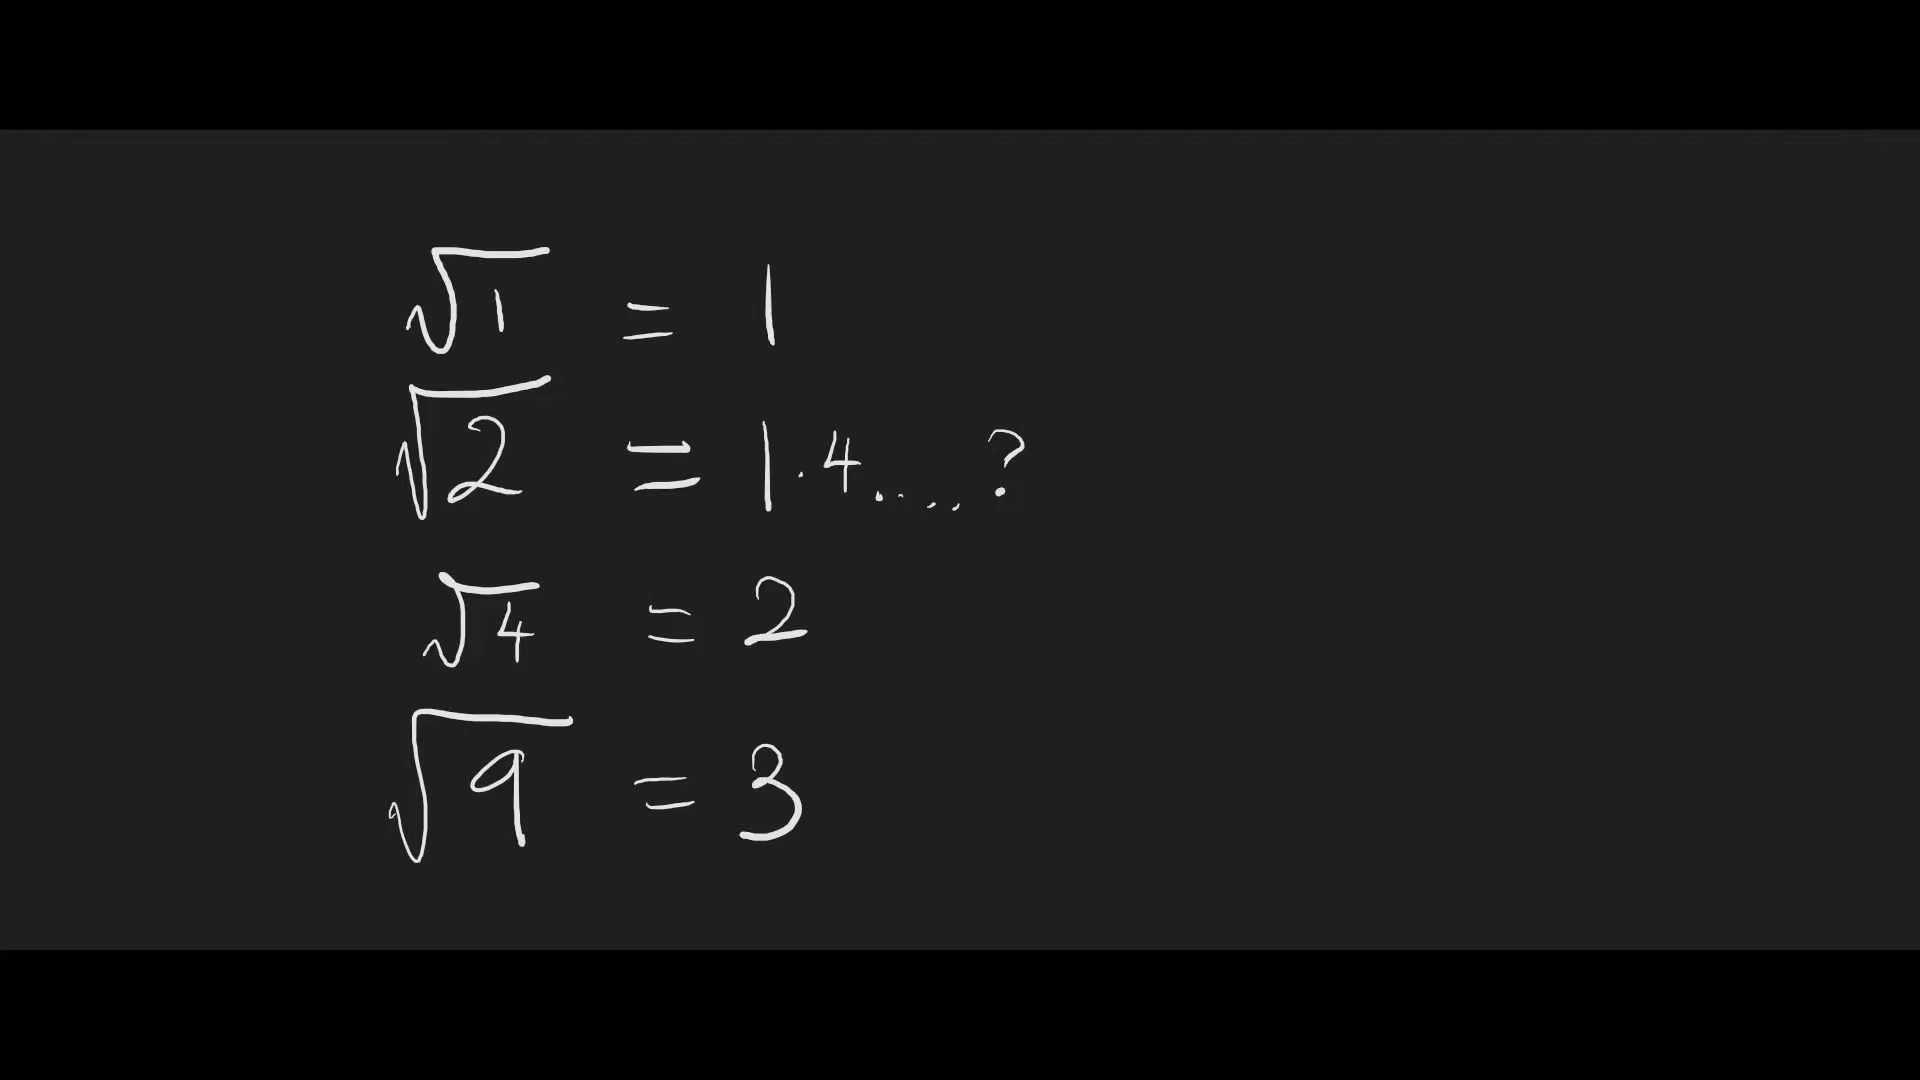 √1 = 1
√2 = 1.4....?
√4 = 2
√9 = 3